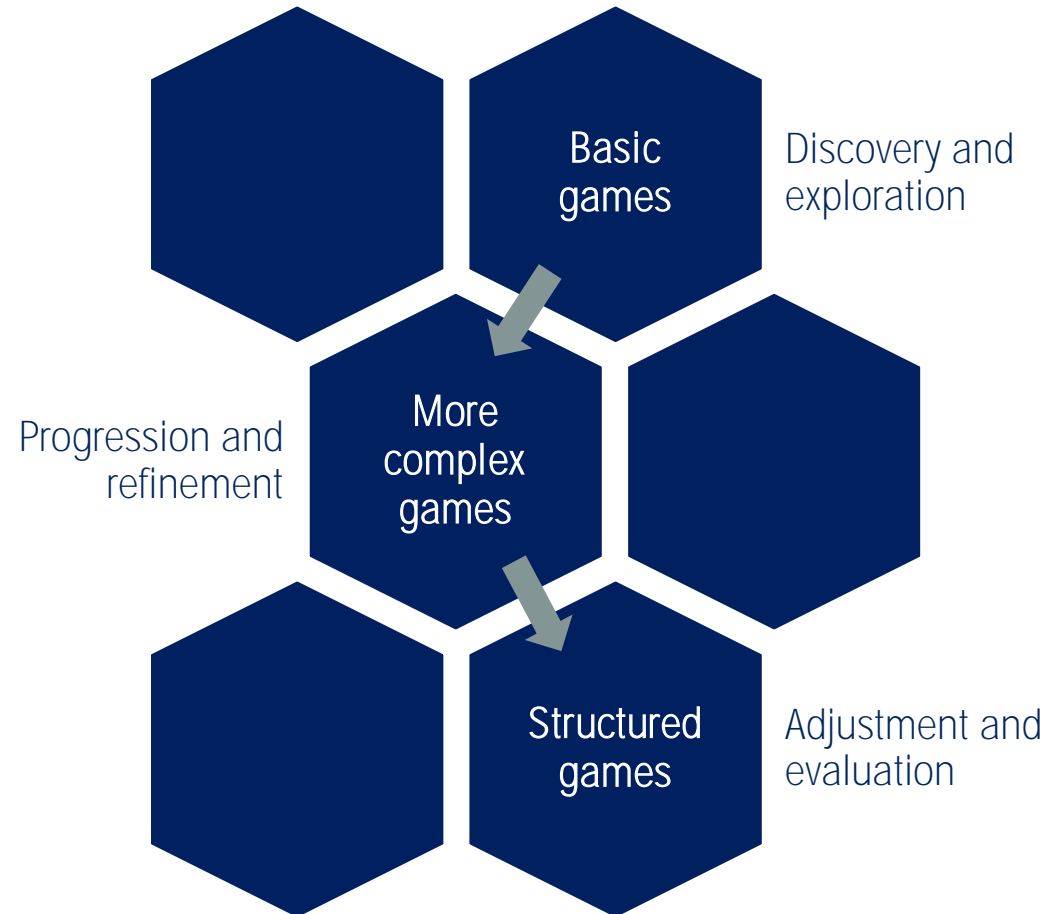 Basic
games
Discovery and
exploration
Progression and
refinement
More
complex
games
Structured
games
Adjustment and
evaluation